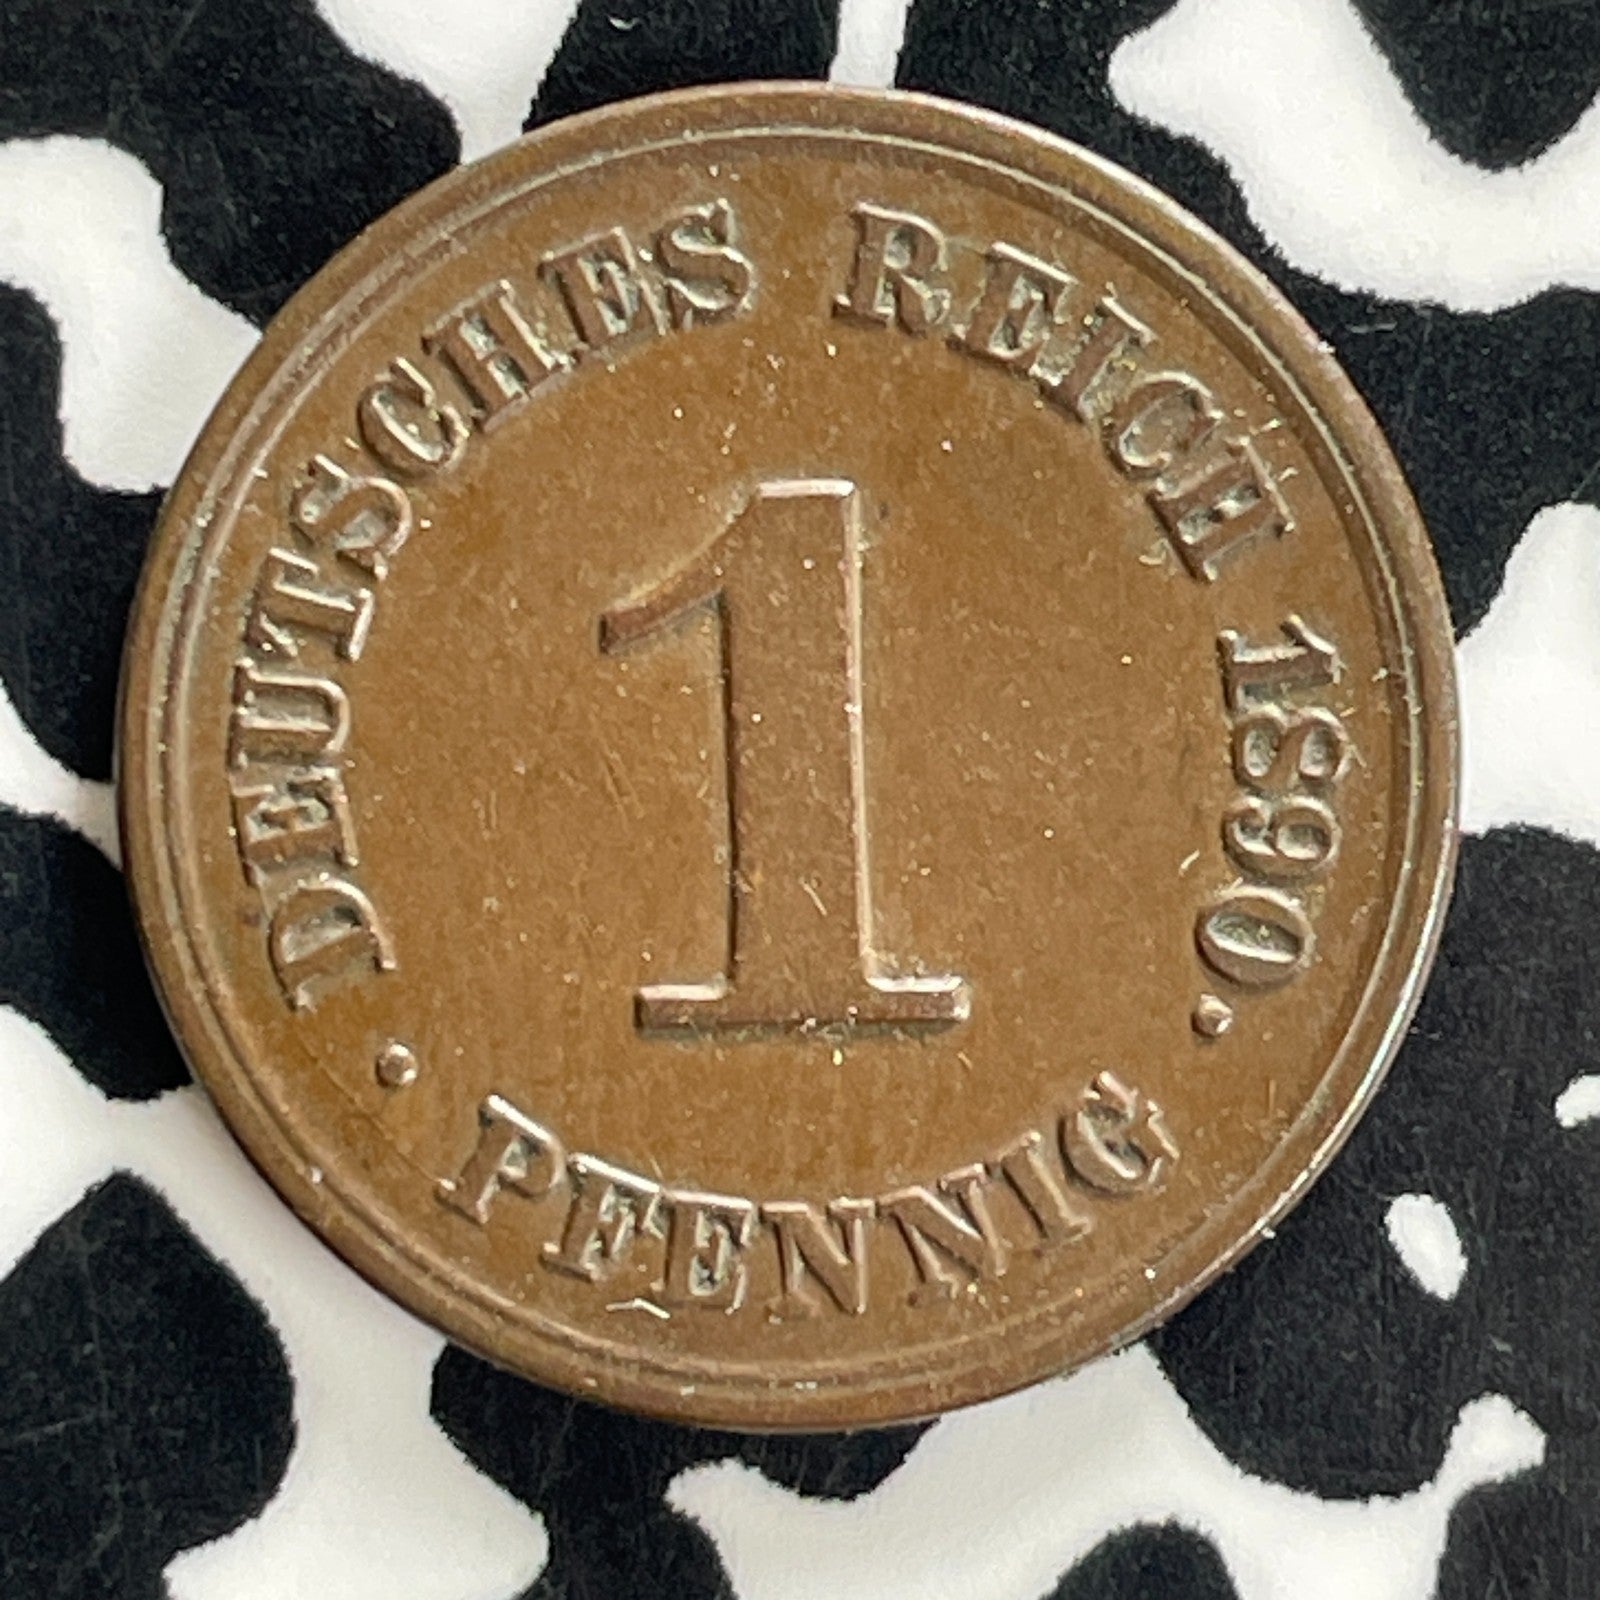 DEUTSCHES REICH 1890.
1
. PFENNIG